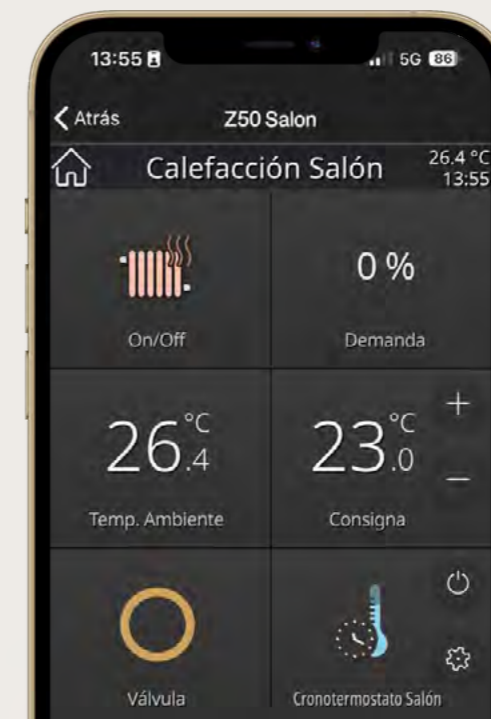 13:55
5G 86
Atrás Z50 Salon
Calefacción Salón
26.4 °C
13:55
On/Off
0 %
Demanda
26.4 °C
Temp. Ambiente
23.0 °C
+
−
Consigna
Válvula
Cronotermostato Salón